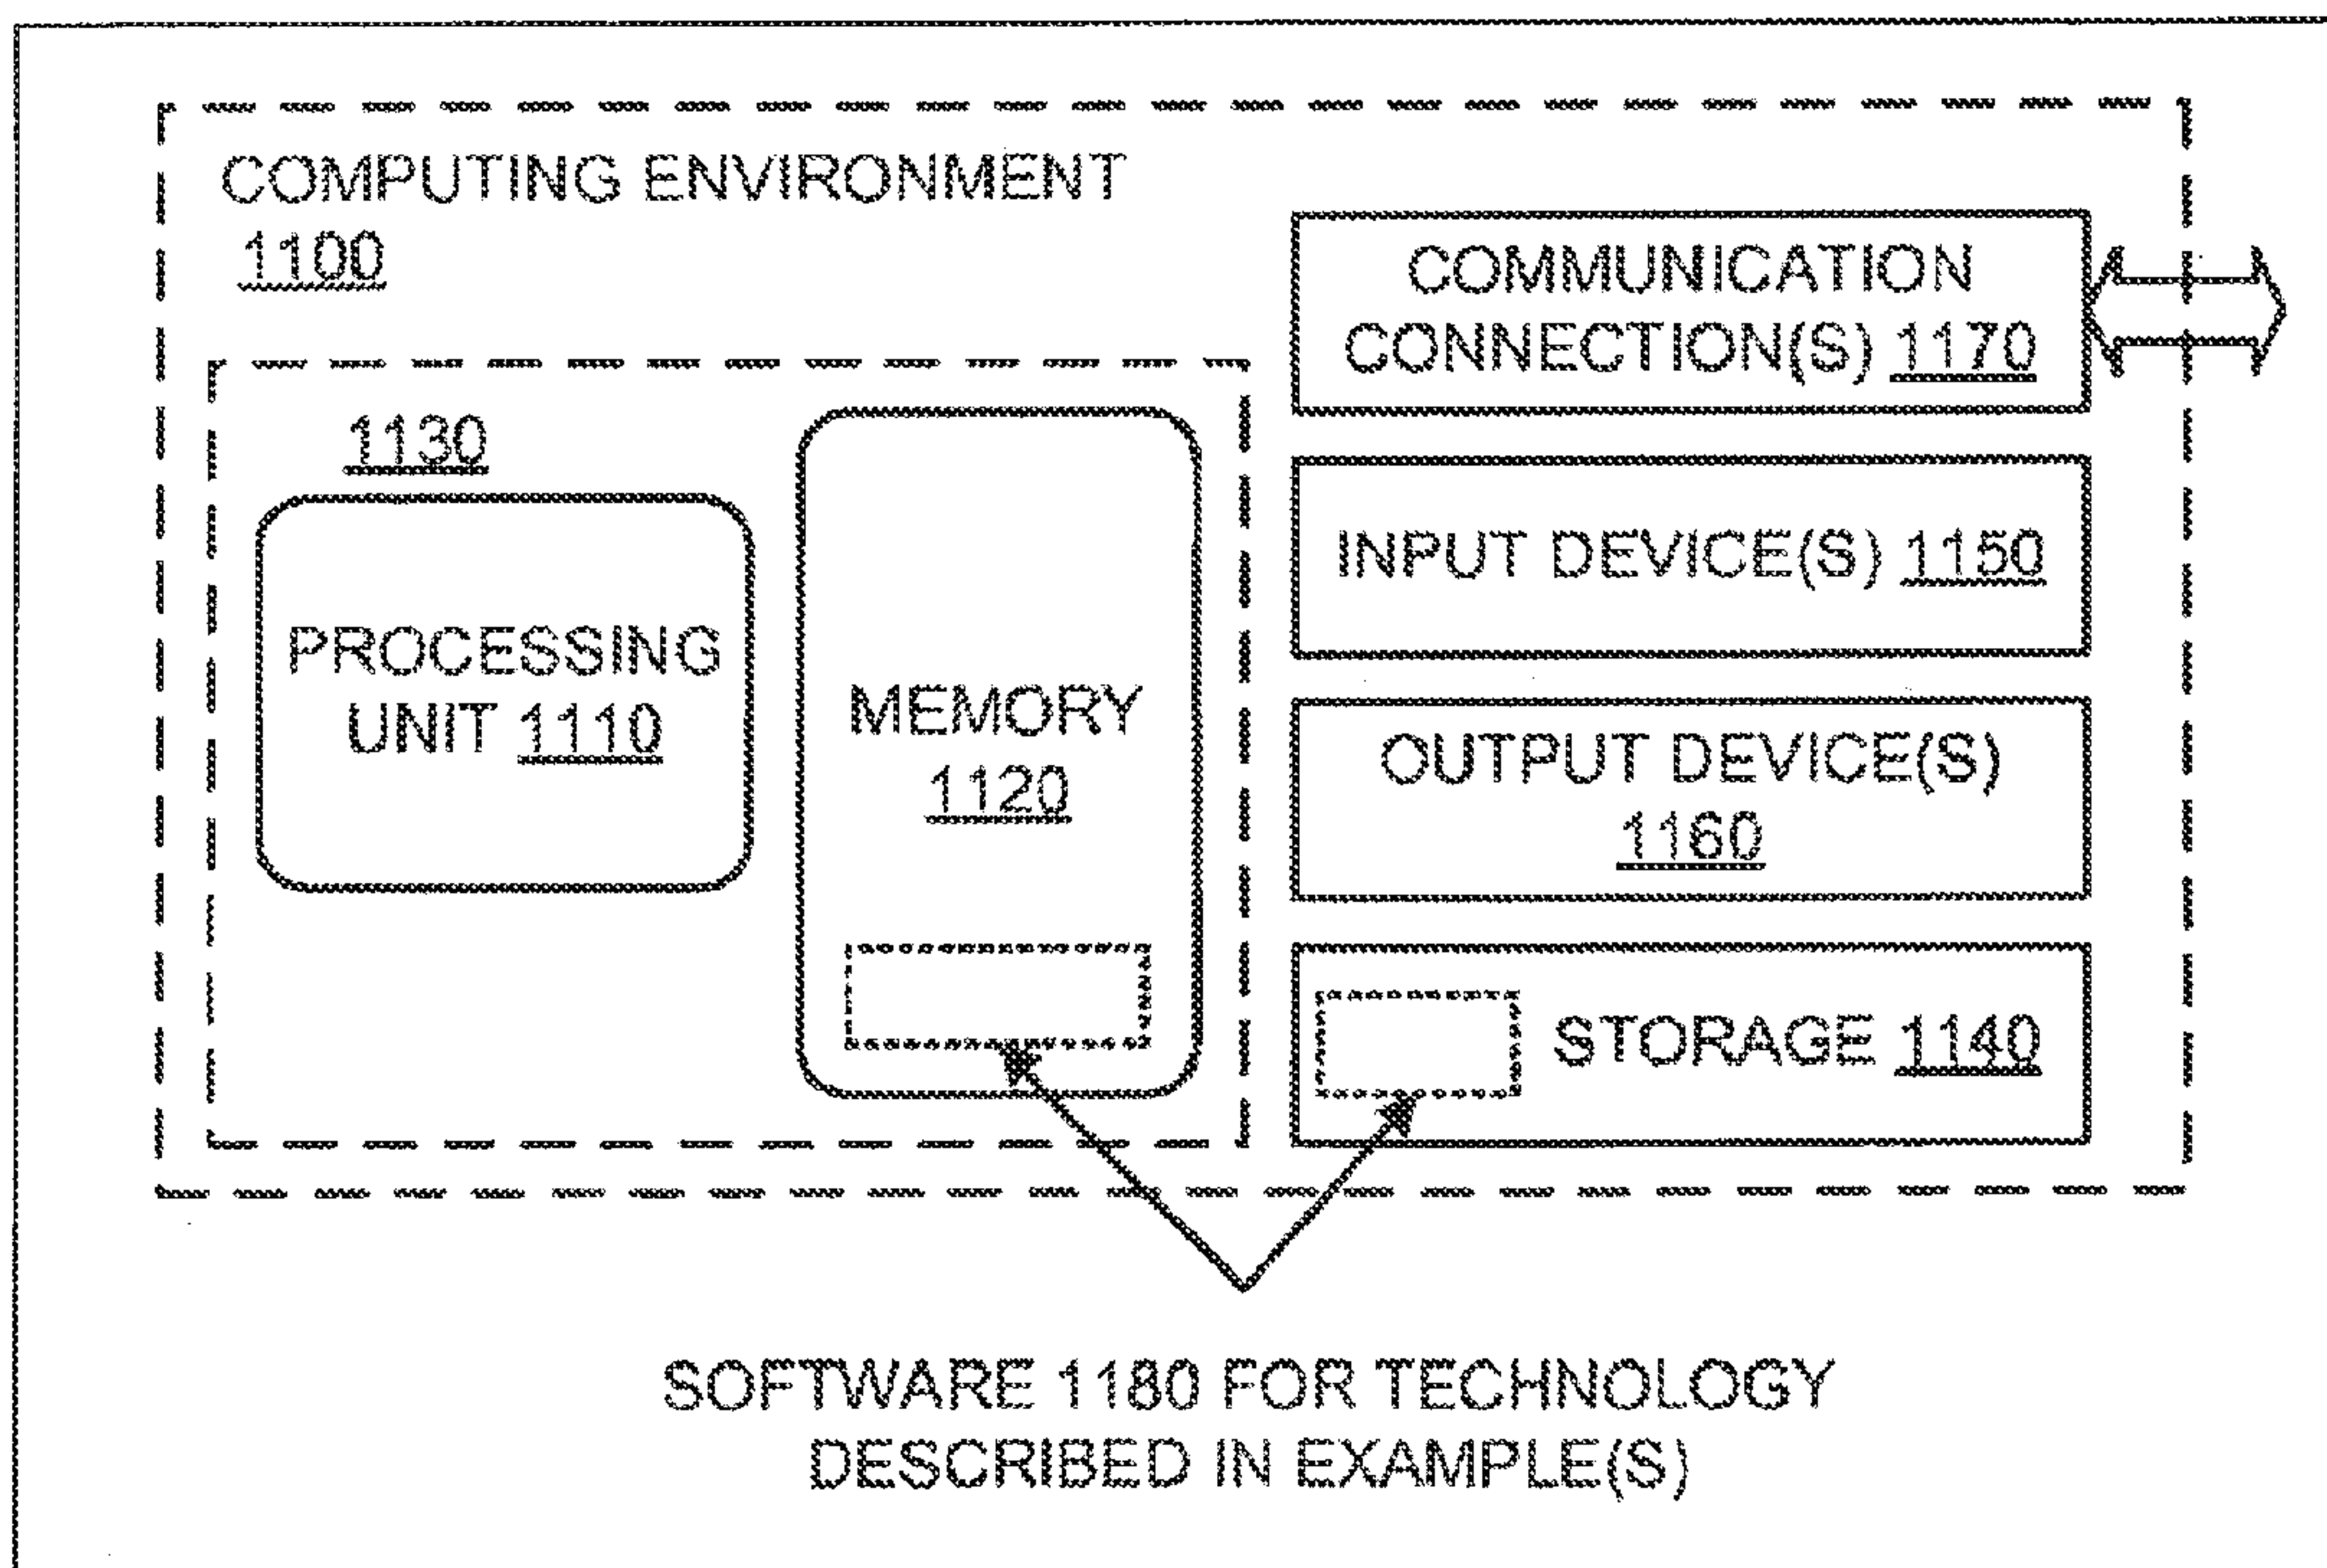 COMPUTING ENVIRONMENT
1100
COMMUNICATION
CONNECTION(S) 1170
1130
INPUT DEVICE(S) 1150
PROCESSING
UNIT 1110
MEMORY
1120
OUTPUT DEVICE(S)
1160
STORAGE 1140
SOFTWARE 1180 FOR TECHNOLOGY
DESCRIBED IN EXAMPLE(S)